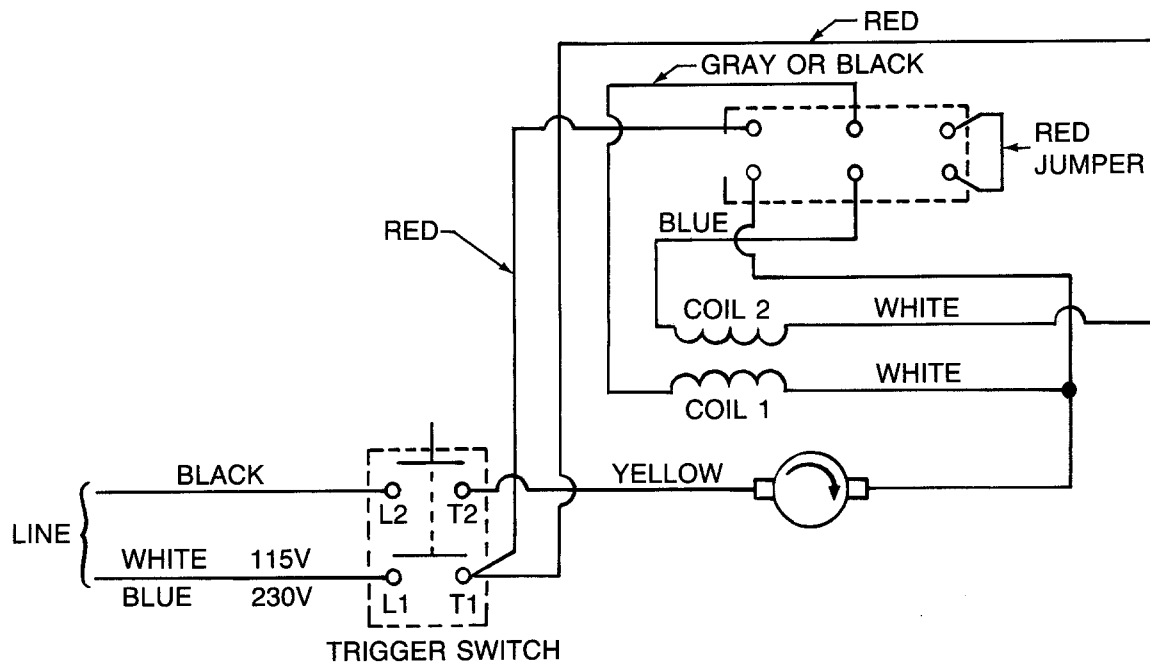 RED
GRAY OR BLACK
RED
JUMPER
RED
BLUE
COIL 2
WHITE
WHITE
COIL 1
BLACK
YELLOW
L2
T2
LINE
WHITE 115V
BLUE 230V
L1
T1
TRIGGER SWITCH